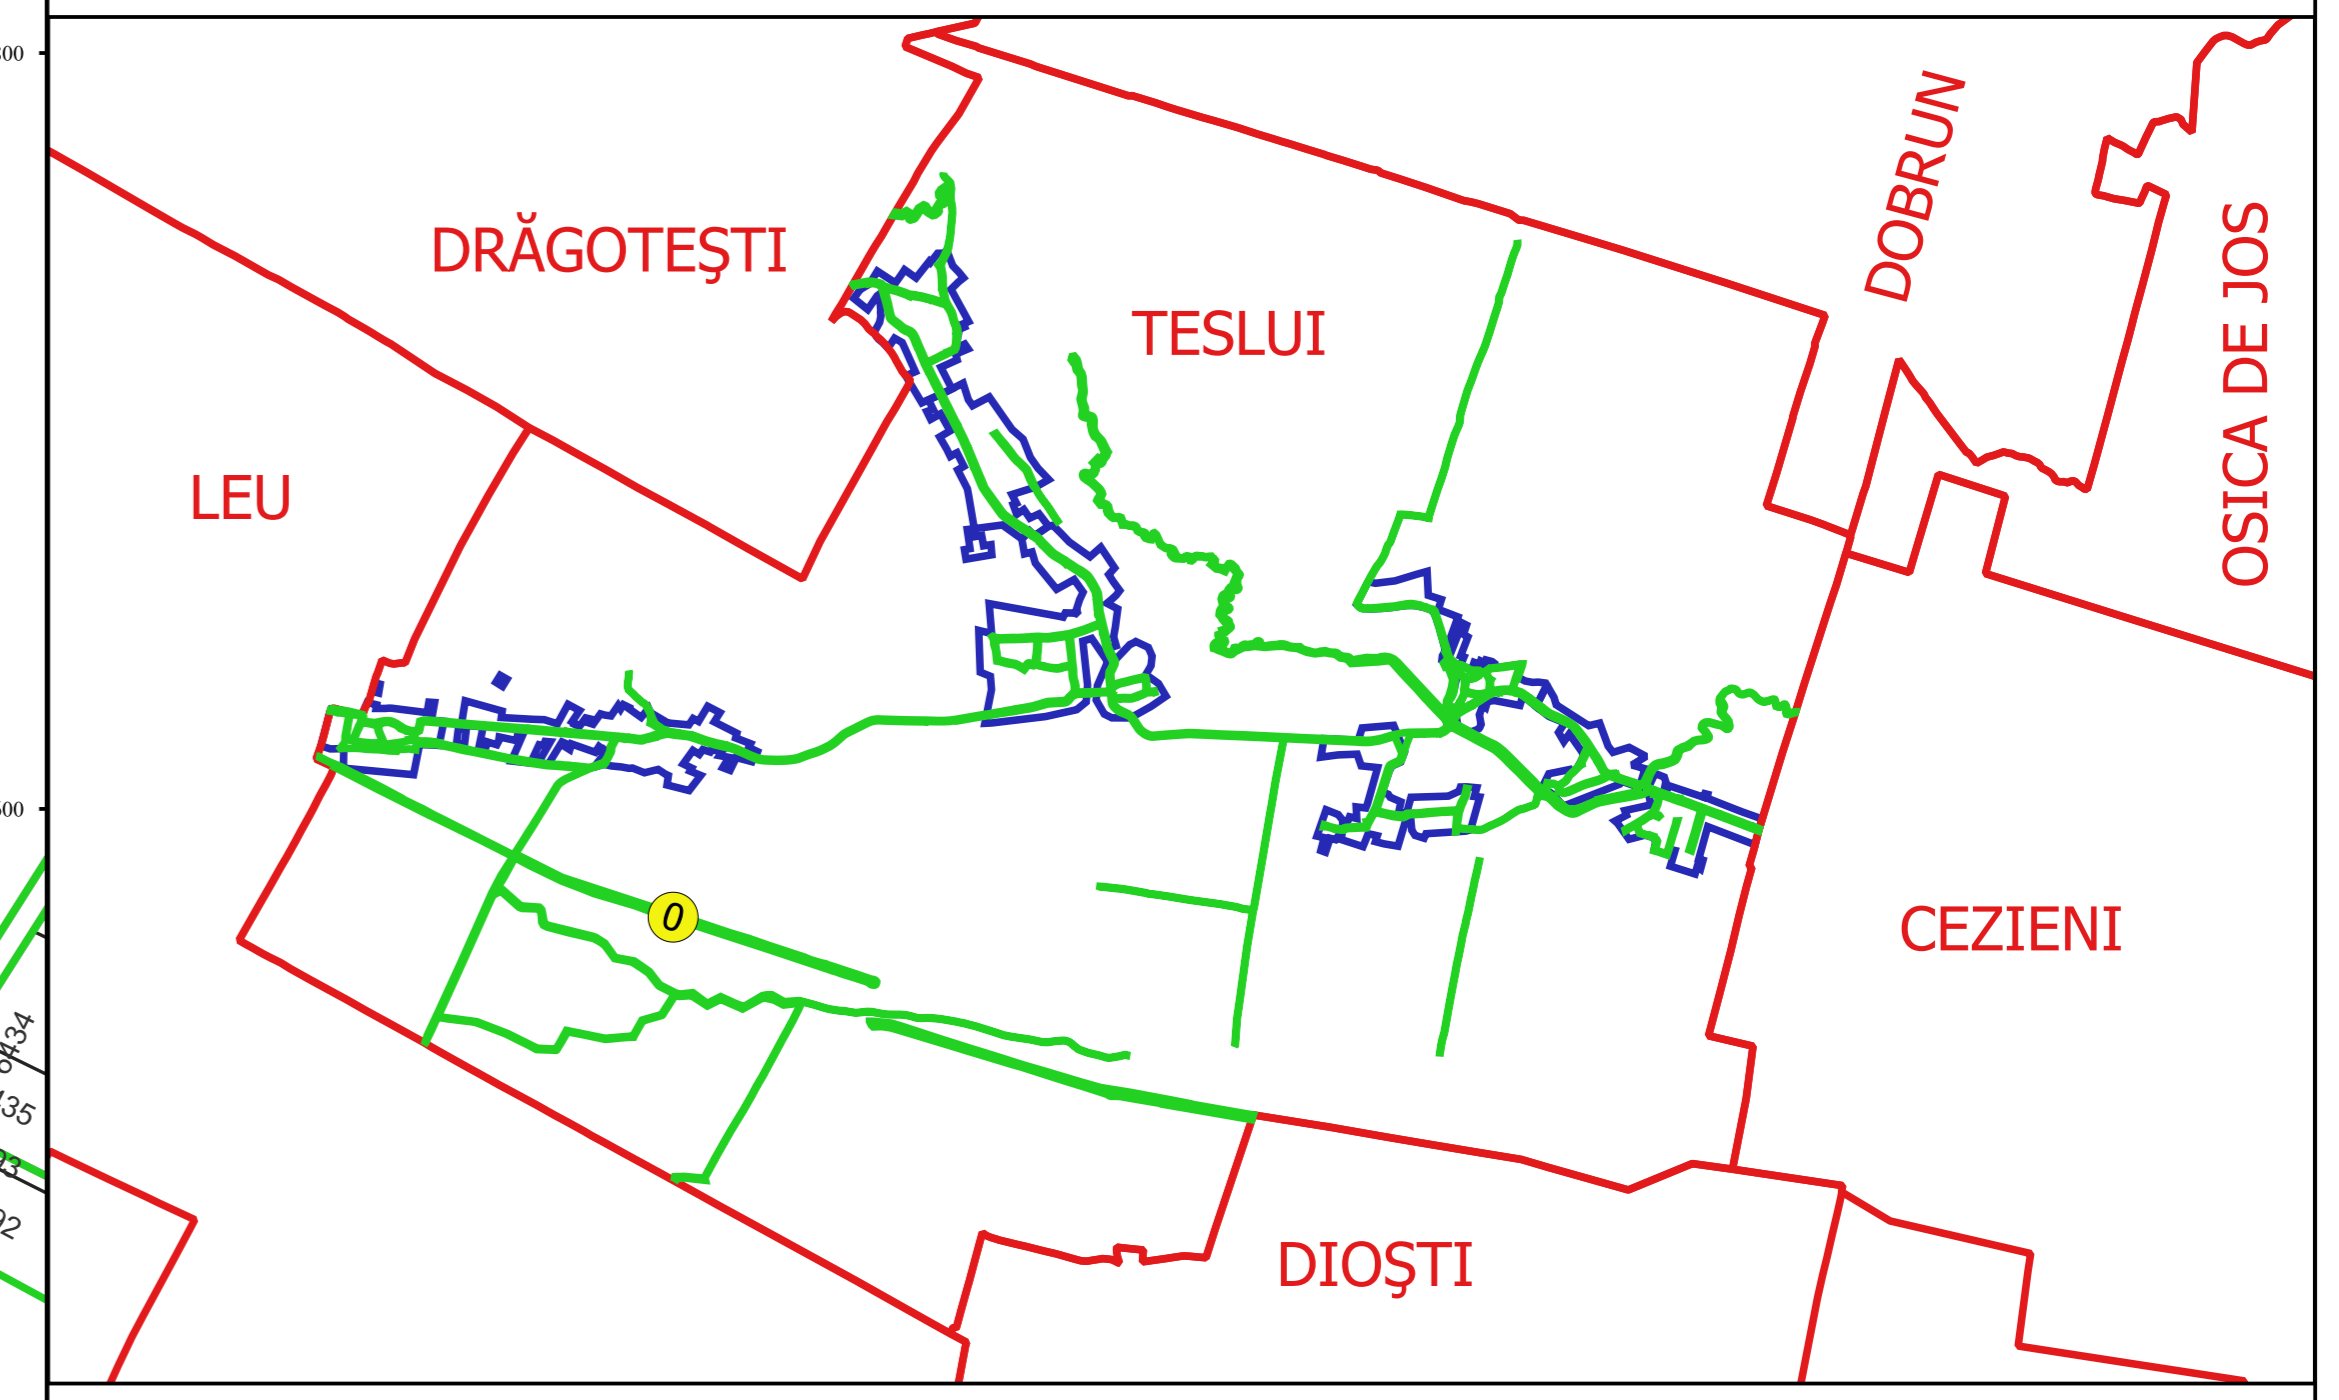 DOBRUN
DRĂGOTEŞTI
OSICA DE JOS
TESLUI
LEU
0
CEZIENI
DIOŞTI